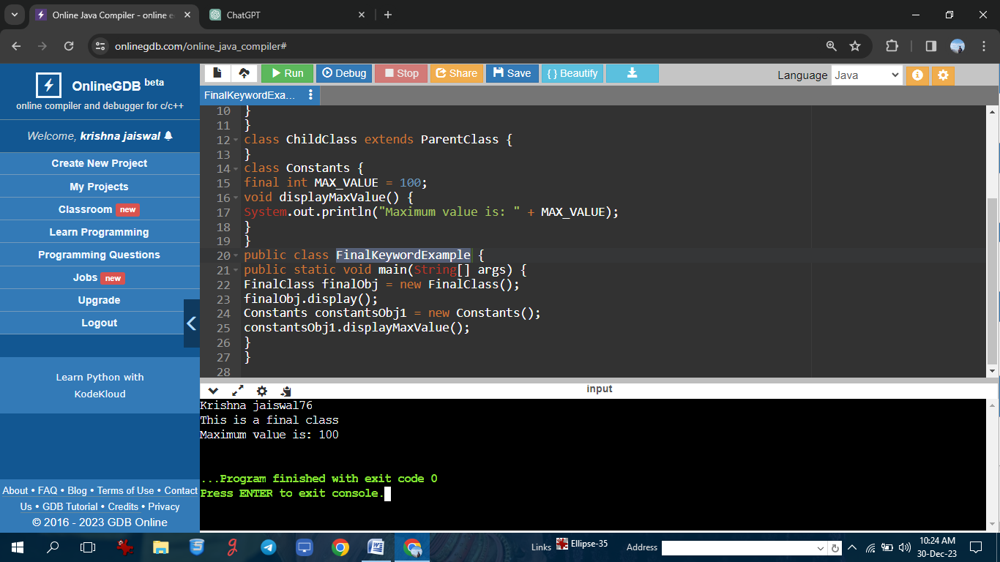 Online Java Compiler - online e
ChatGPT
onlinegdb.com/online_java_compiler#
OnlineGDB beta
online compiler and debugger for c/c++
Welcome, krishna jaiswal
Create New Project
My Projects
Classroom new
Learn Programming
Programming Questions
Jobs new
Upgrade
Logout
Learn Python with
KodeKloud
About • FAQ • Blog • Terms of Use • Contact
Us • GDB Tutorial • Credits • Privacy
© 2016 - 2023 GDB Online
Run Debug Stop Share Save { } Beautify
Language Java
FinalKeywordExa...
10 }
11 }
12 class ChildClass extends ParentClass {
13 }
14 class Constants {
15 final int MAX_VALUE = 100;
16 void displayMaxValue() {
17 System.out.println("Maximum value is: " + MAX_VALUE);
18 }
19 }
20 public class FinalKeywordExample {
21 public static void main(String[] args) {
22 FinalClass finalObj = new FinalClass();
23 finalObj.display();
24 Constants constantsObj1 = new Constants();
25 constantsObj1.displayMaxValue();
26 }
27 }
28
input
Krishna jaiswal76
This is a final class
Maximum value is: 100
...Program finished with exit code 0
Press ENTER to exit console.
Links Ellipse-35 Address
10:24 AM
30-Dec-23